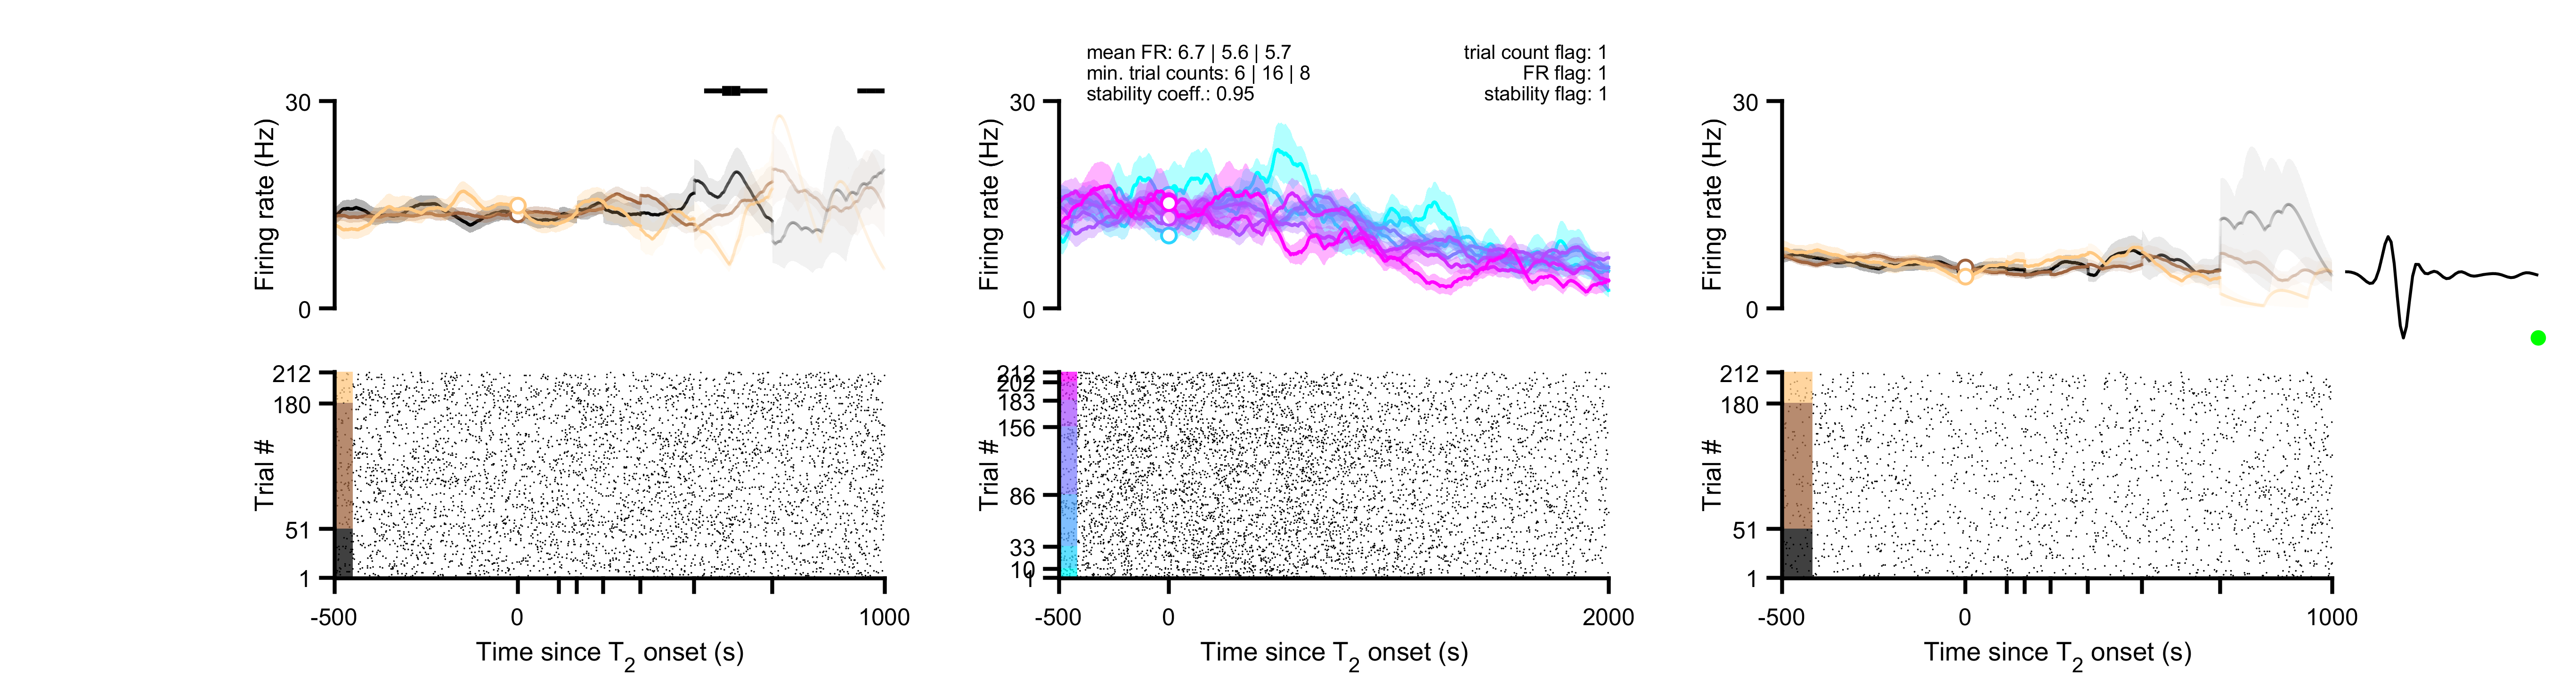 mean FR: 6.7 | 5.6 | 5.7
min. trial counts: 6 | 16 | 8
stability coeff.: 0.95
trial count flag: 1
FR flag: 1
stability flag: 1
30
Firing rate (Hz)
0
212
180
Trial #
51
1
-500
0
1000
Time since T2 onset (s)
30
Firing rate (Hz)
0
212
202
183
156
Trial #
86
33
10
1
-500
0
2000
Time since T2 onset (s)
30
Firing rate (Hz)
0
212
180
Trial #
51
1
-500
0
1000
Time since T2 onset (s)